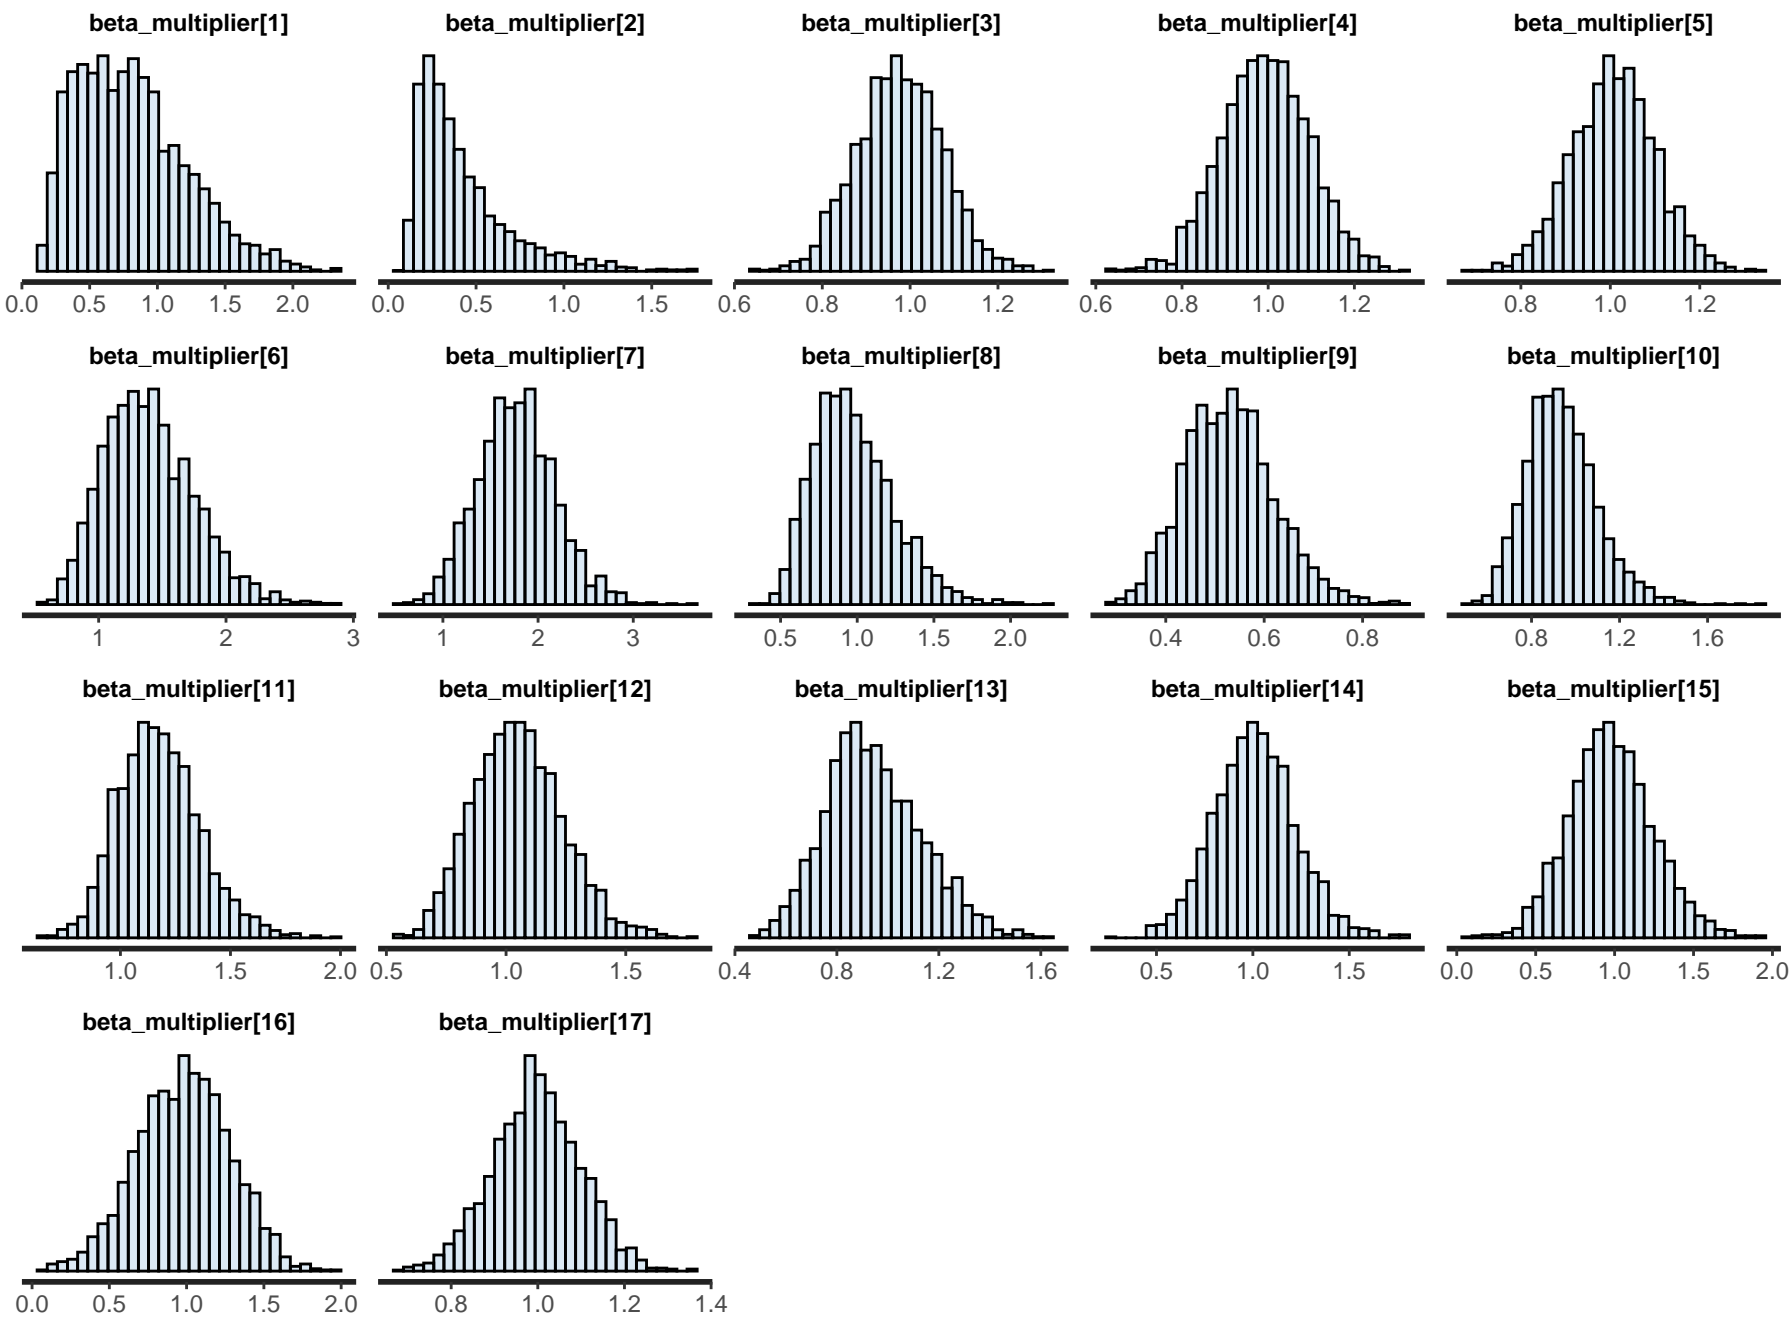 beta_multiplier[1] beta_multiplier[2] beta_multiplier[3] beta_multiplier[4] beta_multiplier[5]
0.0 0.5 1.0 1.5 2.0 0.0 0.5 1.0 1.5 0.6 0.8 1.0 1.2 0.6 0.8 1.0 1.2 0.8 1.0 1.2
beta_multiplier[6] beta_multiplier[7] beta_multiplier[8] beta_multiplier[9] beta_multiplier[10]
1 2 3 1 2 3 0.5 1.0 1.5 2.0 0.4 0.6 0.8 0.8 1.2 1.6
beta_multiplier[11] beta_multiplier[12] beta_multiplier[13] beta_multiplier[14] beta_multiplier[15]
1.0 1.5 2.0 0.5 1.0 1.5 0.4 0.8 1.2 1.6 0.5 1.0 1.5 0.0 0.5 1.0 1.5 2.0
beta_multiplier[16] beta_multiplier[17]
0.0 0.5 1.0 1.5 2.0 0.8 1.0 1.2 1.4